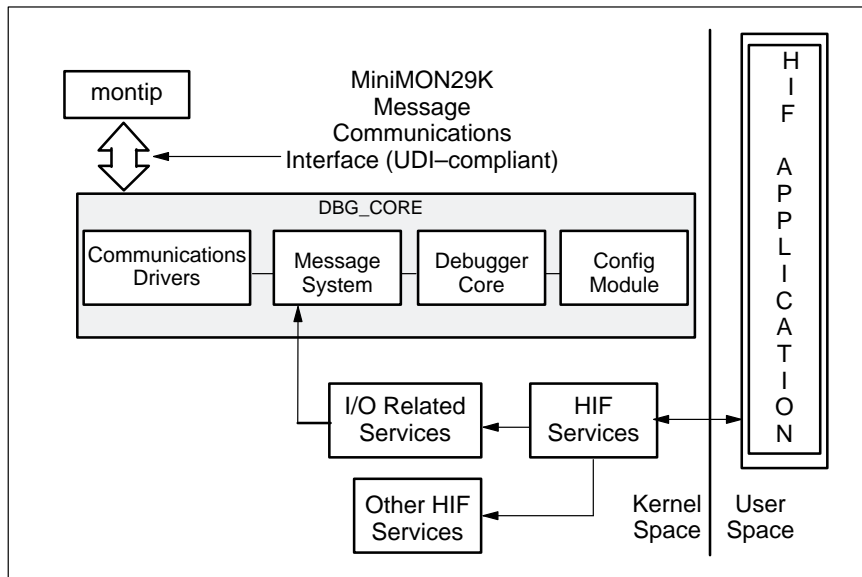 montip
MiniMON29K
Message
Communications
Interface (UDI–compliant)
DBG_CORE
Communications
Drivers
Message
System
Debugger
Core
Config
Module
I/O Related
Services
HIF
Services
Other HIF
Services
Kernel
Space
User
Space
H
I
F
A
P
P
L
I
C
A
T
I
O
N